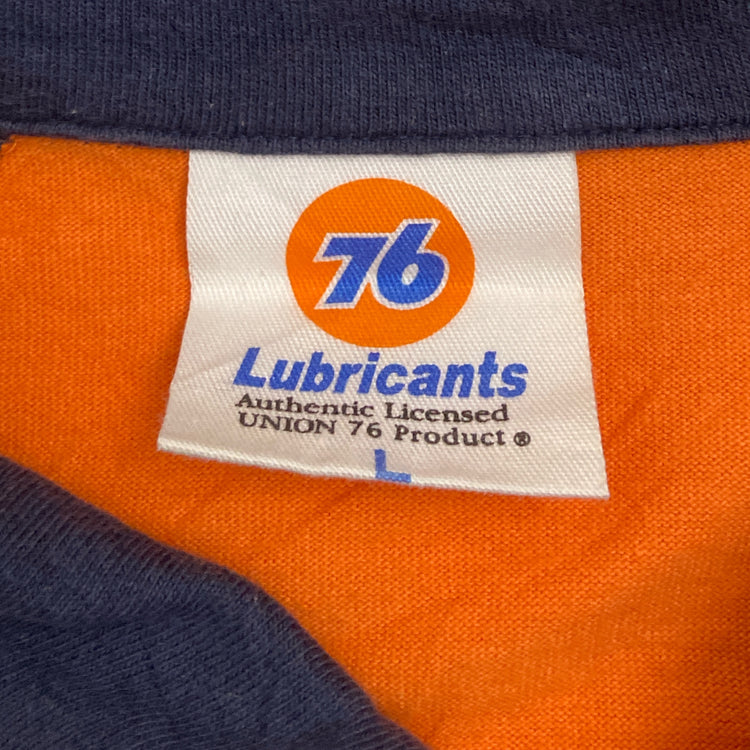 76
Lubricants
Authentic Licensed
UNION 76 Product ®
L